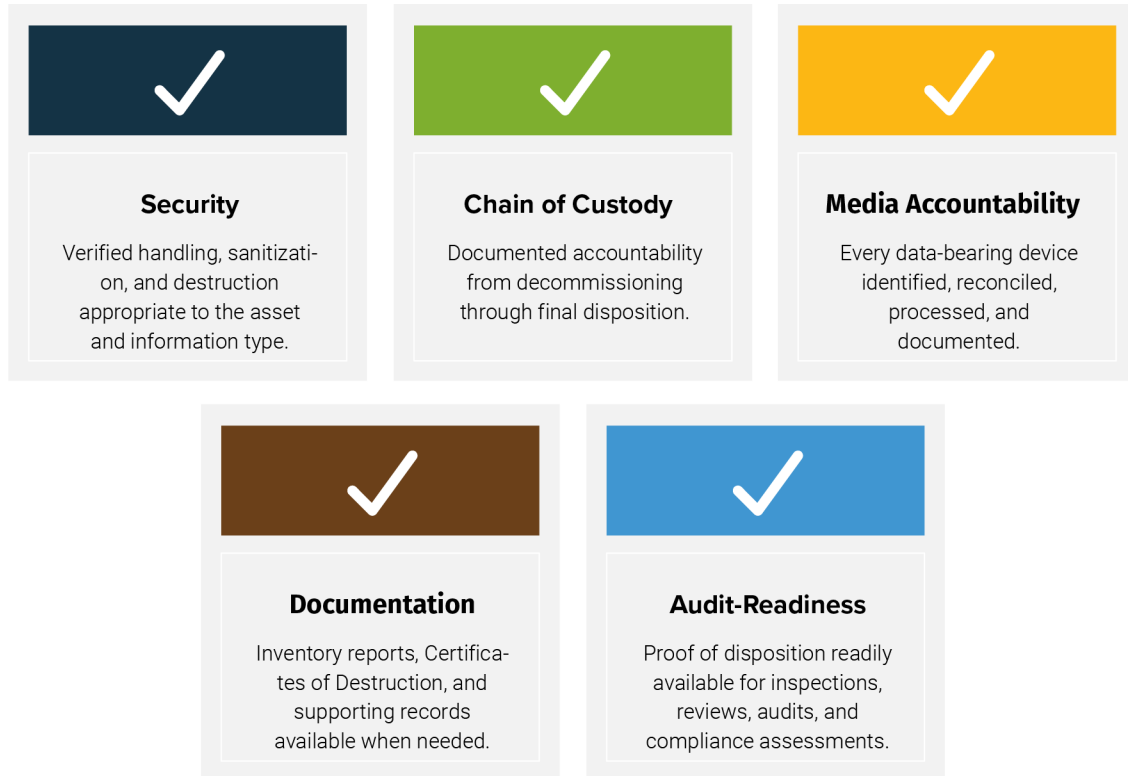 Security
Verified handling, sanitizati-
on, and destruction
appropriate to the asset
and information type.
Chain of Custody
Documented accountability
from decommissioning
through final disposition.
Media Accountability
Every data-bearing device
identified, reconciled,
processed, and
documented.
Documentation
Inventory reports, Certifica-
tes of Destruction, and
supporting records
available when needed.
Audit-Readiness
Proof of disposition readily
available for inspections,
reviews, audits, and
compliance assessments.